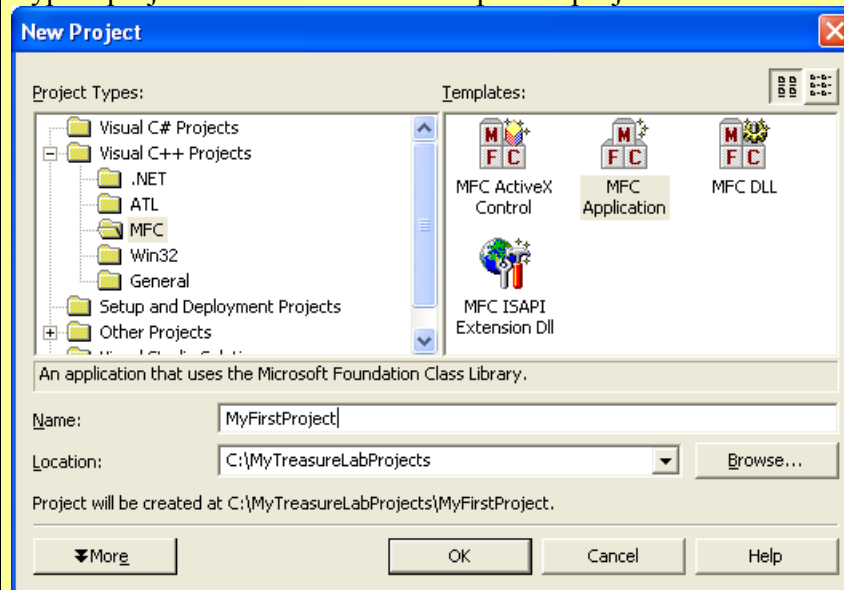 New Project
Project Types:
Templates:
Visual C# Projects
Visual C++ Projects
.NET
ATL
MFC
Win32
General
Setup and Deployment Projects
Other Projects
MFC ActiveX
Control
MFC
Application
MFC DLL
MFC ISAPI
Extension Dll
An application that uses the Microsoft Foundation Class Library.
Name:
MyFirstProject
Location:
C:\MyTreasureLabProjects
Browse...
Project will be created at C:\MyTreasureLabProjects\MyFirstProject.
More
OK
Cancel
Help